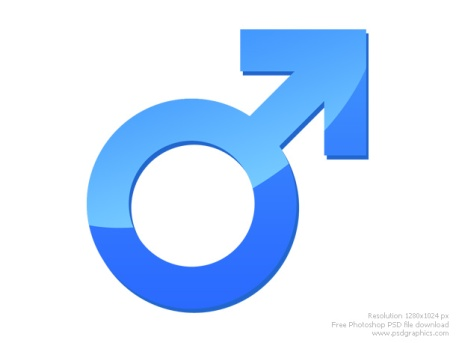 Resolution 1280x1024 px
Free Photoshop PSD file download
www.psdgraphics.com